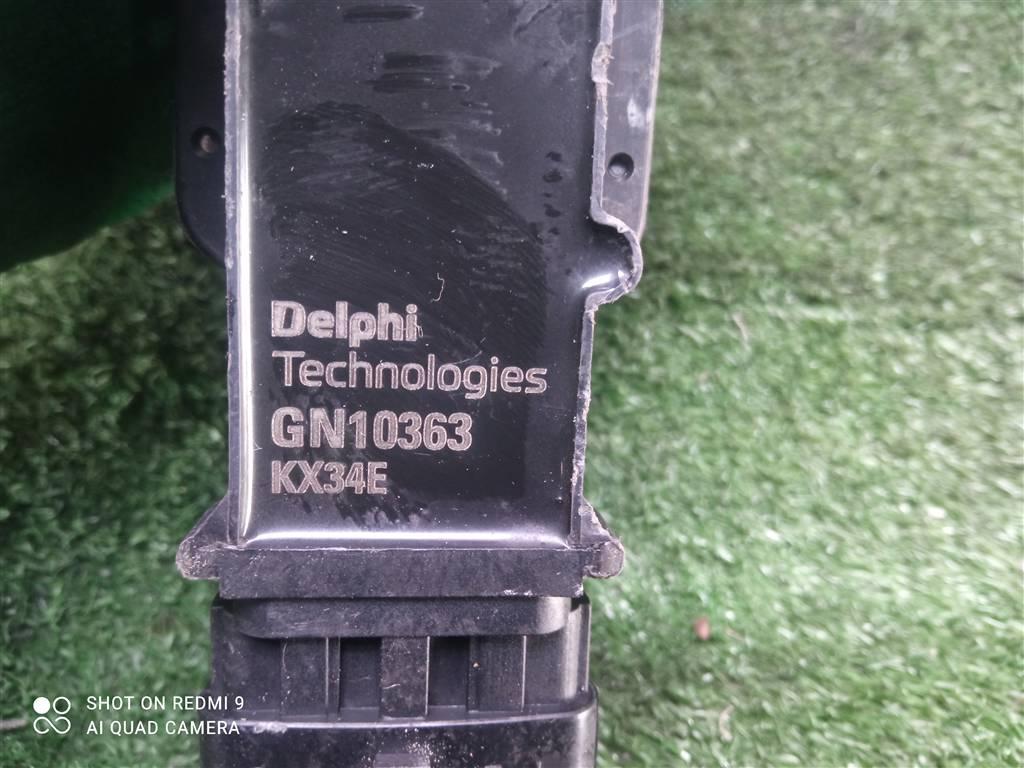 Delphi
Technologies
GN10363
KX34E
SHOT ON REDMI 9
AI QUAD CAMERA